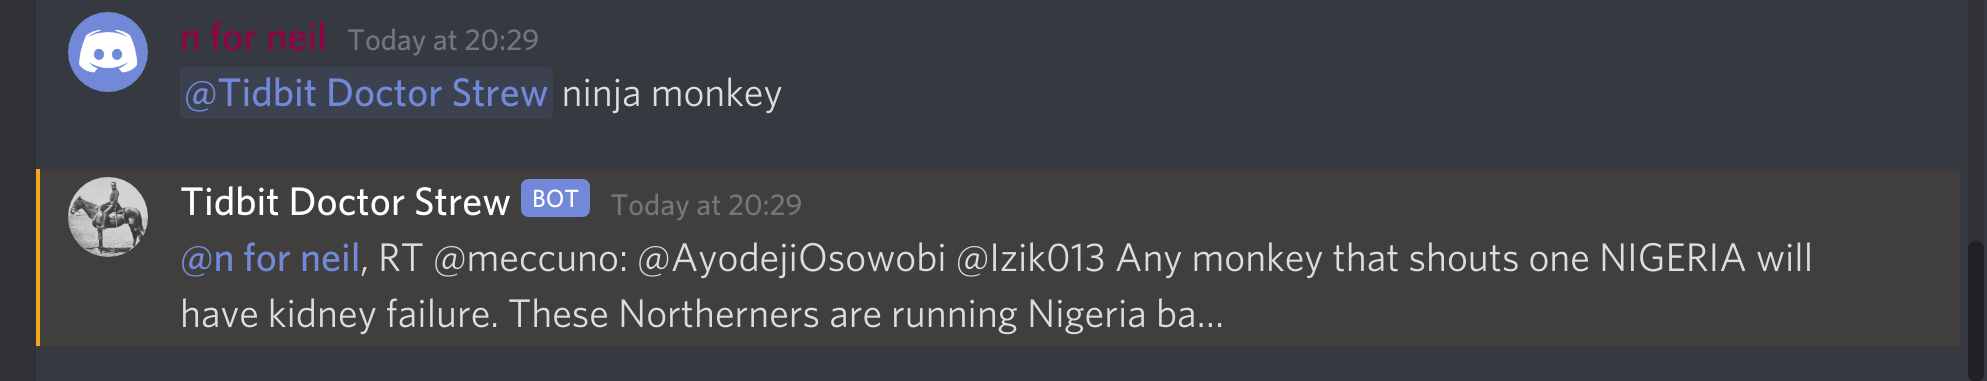 n for neil Today at 20:29
@Tidbit Doctor Strew ninja monkey
Tidbit Doctor Strew BOT Today at 20:29
@n for neil, RT @meccuno: @AyodejiOsowobi @Izik013 Any monkey that shouts one NIGERIA will
have kidney failure. These Northerners are running Nigeria ba...